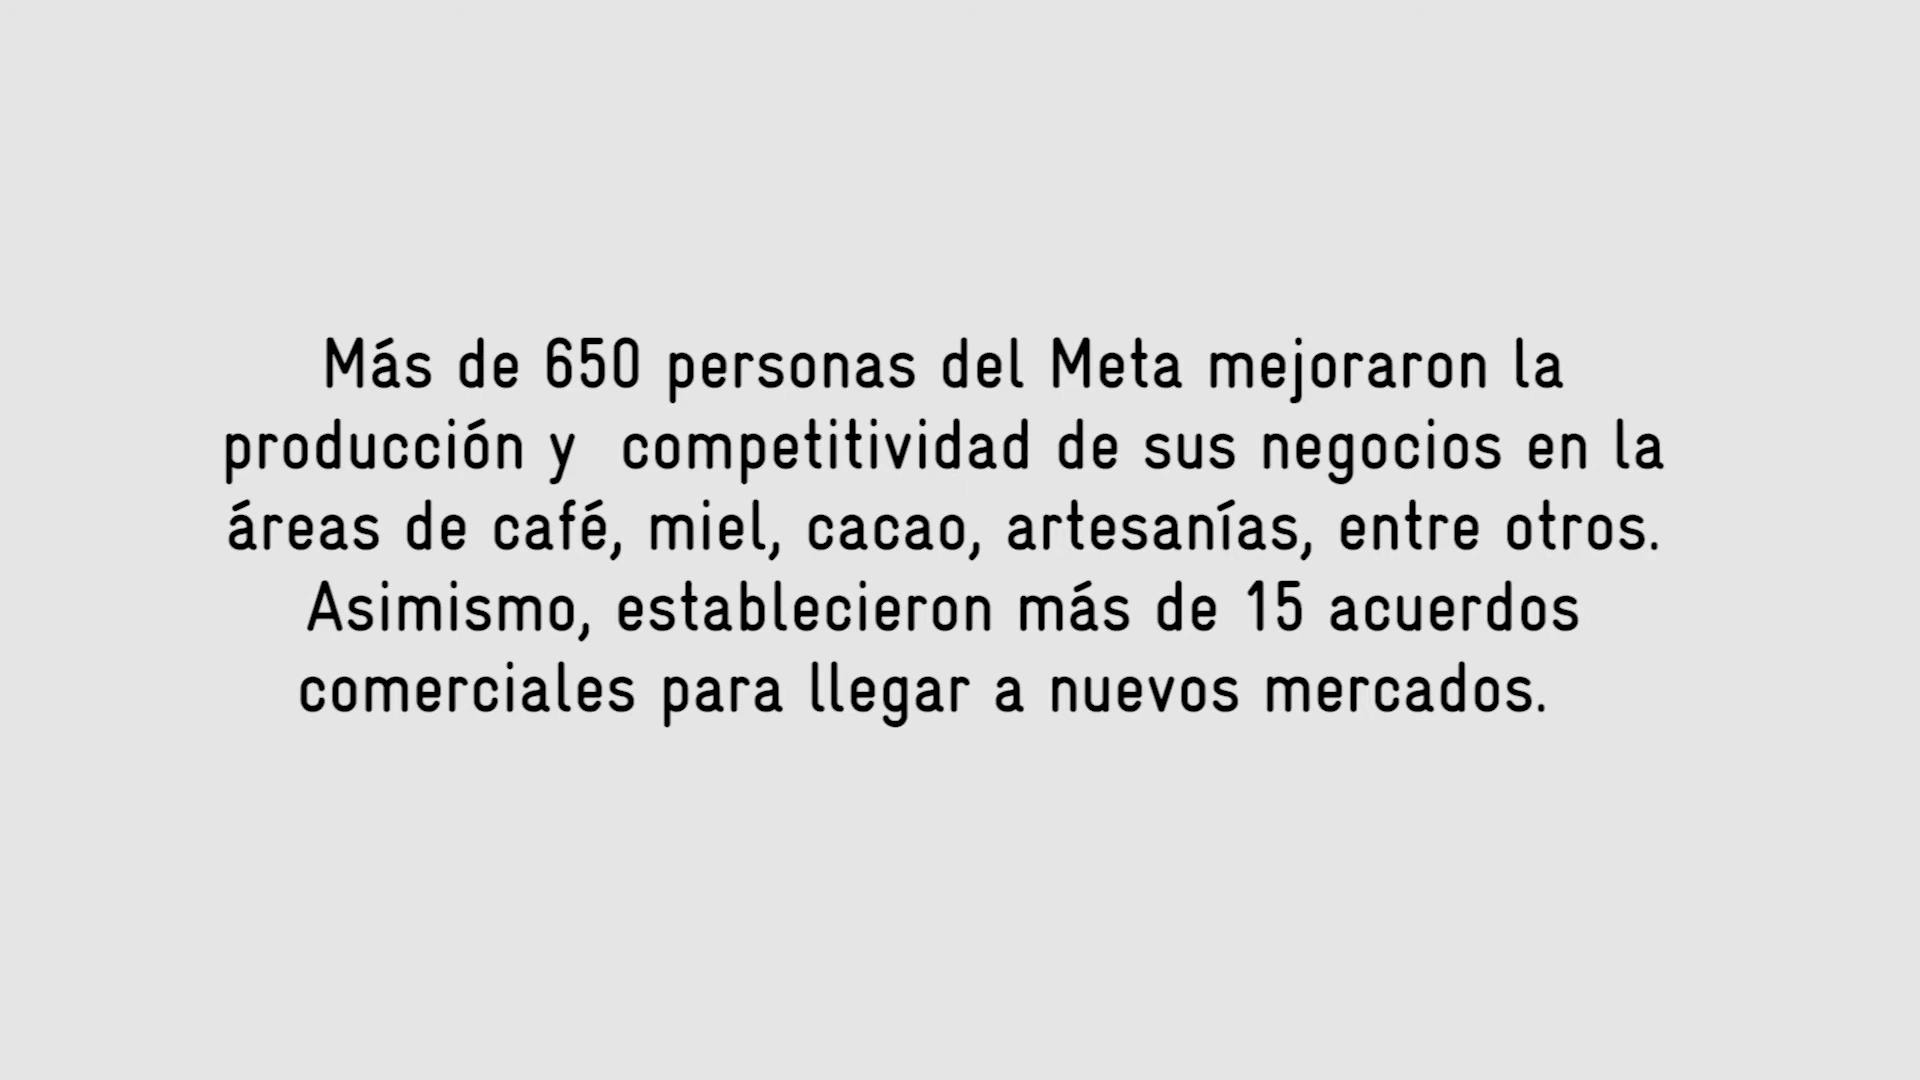 Más de 650 personas del Meta mejoraron la
producción y  competitividad de sus negocios en la
áreas de café, miel, cacao, artesanías, entre otros.
Asimismo, establecieron más de 15 acuerdos
comerciales para llegar a nuevos mercados.